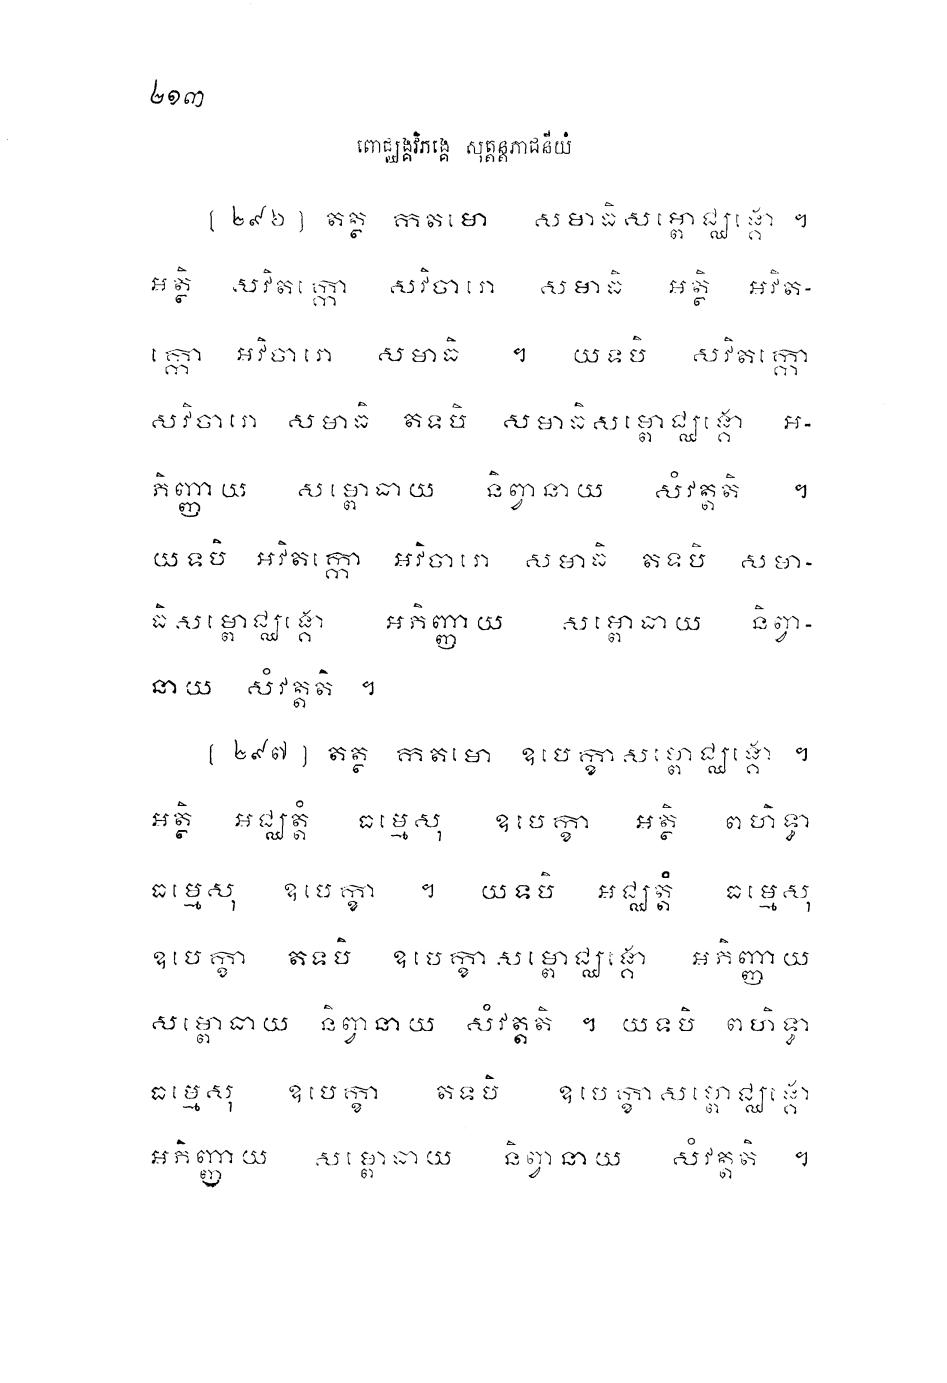 ២១៣
ពោជ្ឈង្គវិភង្គេ សុត្តន្តភាជនីយំ
[ ២៩៦ ] តត្ថ កតមោ សមាធិសម្ពោជ្ឈង្គោ ។
អត្ថិ សវិតក្កោ សវិចារោ សមាធិ អត្ថិ អវិត-
ក្កោ អវិចារោ សមាធិ ។ យទបិ សវិតក្កោ
សវិចារោ សមាធិ តទបិ សមាធិសម្ពោជ្ឈង្គោ អ-
ភិញ្ញាយ សម្ពោធាយ និព្វានាយ សំវត្តតិ ។
យទបិ អវិតក្កោ អវិចារោ សមាធិ តទបិ សមា-
ធិសម្ពោជ្ឈង្គោ អភិញ្ញាយ សម្ពោធាយ និព្វា-
នាយ សំវត្តតិ ។
[ ២៩៧ ] តត្ថ កតមោ ឧបេក្ខាសម្ពោជ្ឈង្គោ ។
អត្ថិ អជ្ឈត្តំ ធម្មេសុ ឧបេក្ខា អត្ថិ ពហិទ្ធា
ធម្មេសុ ឧបេក្ខា ។ យទបិ អជ្ឈត្តំ ធម្មេសុ
ឧបេក្ខា តទបិ ឧបេក្ខាសម្ពោជ្ឈង្គោ អភិញ្ញាយ
សម្ពោធាយ និព្វានាយ សំវត្តតិ ។ យទបិ ពហិទ្ធា
ធម្មេសុ ឧបេក្ខា តទបិ ឧបេក្ខាសម្ពោជ្ឈង្គោ
អភិញ្ញាយ សម្ពោធាយ និព្វានាយ សំវត្តតិ ។